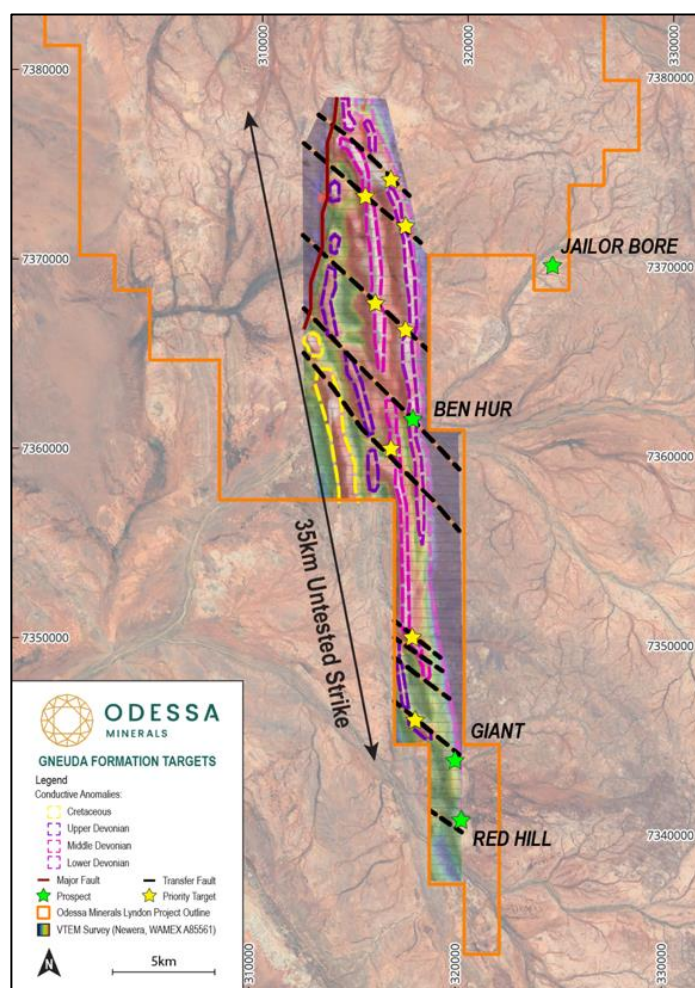 310000
320000
330000
7380000
7380000
7370000
7370000
JAILOR BORE
BEN HUR
7360000
7360000
35km Untested Strike
7350000
7350000
GIANT
RED HILL
7340000
310000
320000
330000
ODESSA
MINERALS
GNEUDA FORMATION TARGETS
Legend
Conductive Anomalies:
Cretaceous
Upper Devonian
Middle Devonian
Lower Devonian
Major Fault
Transfer Fault
Prospect
Priority Target
Odessa Minerals Lyndon Project Outline
VTEM Survey (Newera, WAMEX A85561)
N
5km